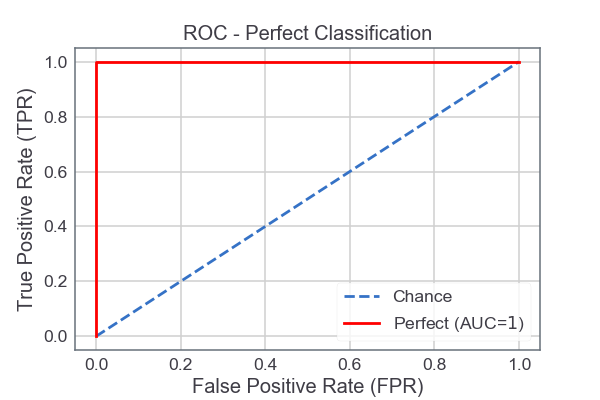 ROC - Perfect Classification
True Positive Rate (TPR)
1.0
0.8
0.6
0.4
0.2
0.0
Chance
Perfect (AUC=1)
0.0 0.2 0.4 0.6 0.8 1.0
False Positive Rate (FPR)